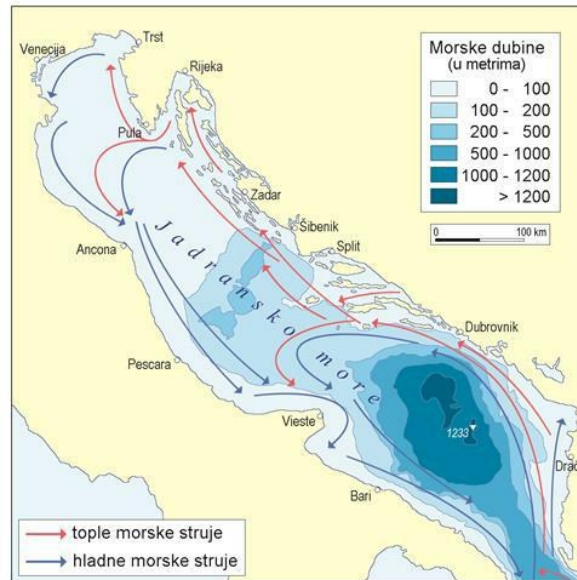 Trst
Venecija
Rijeka
Pula
Zadar
Šibenik
Split
Ancona
Jadransko more
Dubrovnik
Pescara
Vieste
1233
Drač
Bari
Morske dubine
(u metrima)
0 - 100
100 - 200
200 - 500
500 - 1000
1000 - 1200
> 1200
0 100 km
tople morske struje
hladne morske struje